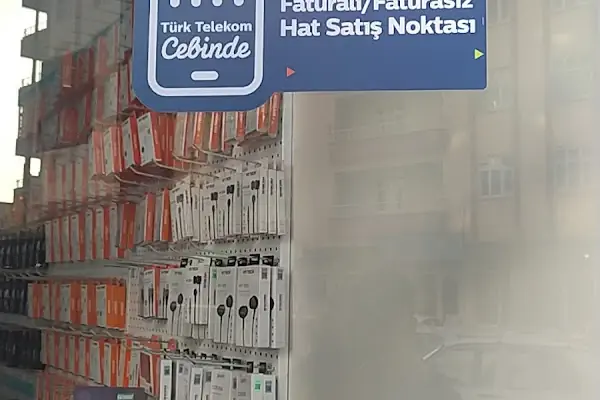 Türk Telekom
Cebinde
Faturalı/Faturasız
Hat Satış Noktası